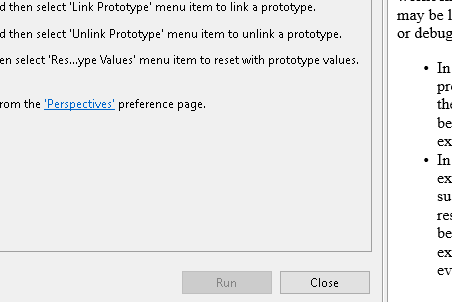 d then select 'Link Prototype' menu item to link a prototype.
d then select 'Unlink Prototype' menu item to unlink a prototype.
en select 'Res...ype Values' menu item to reset with prototype values.
rom the 'Perspectives' preference page.
Run
Close
may be l
or debug
• In
pr
the
be
ex
• In
ex
su
res
be
ex
ev